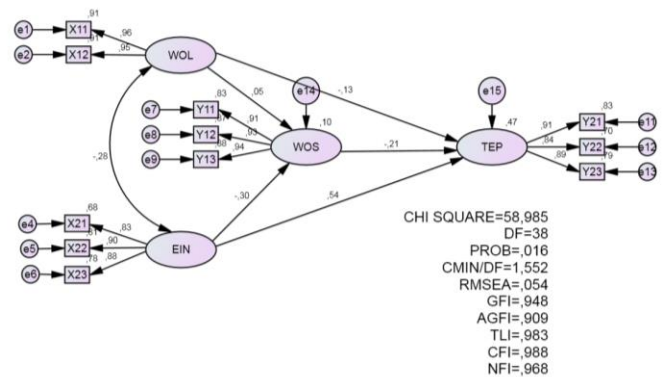 ,91
e1 X11 ,96
e2 X12 ,95
WOL
,05
-,13
e14
e15
,83
e7 Y11 ,91
e8 Y12 ,93
,88
e9 Y13 ,94
,10
WOS
-,21
,47
TEP
,83
,91 Y21 e11
,70
,84 Y22 e12
,79
,89 Y23 e13
-,28
-,30
,54
,68
e4 X21 ,83
,81
e5 X22 ,90
,78
e6 X23 ,88
EIN
CHI SQUARE=58,985
DF=38
PROB=,016
CMIN/DF=1,552
RMSEA=,054
GFI=,948
AGFI=,909
TLI=,983
CFI=,988
NFI=,968